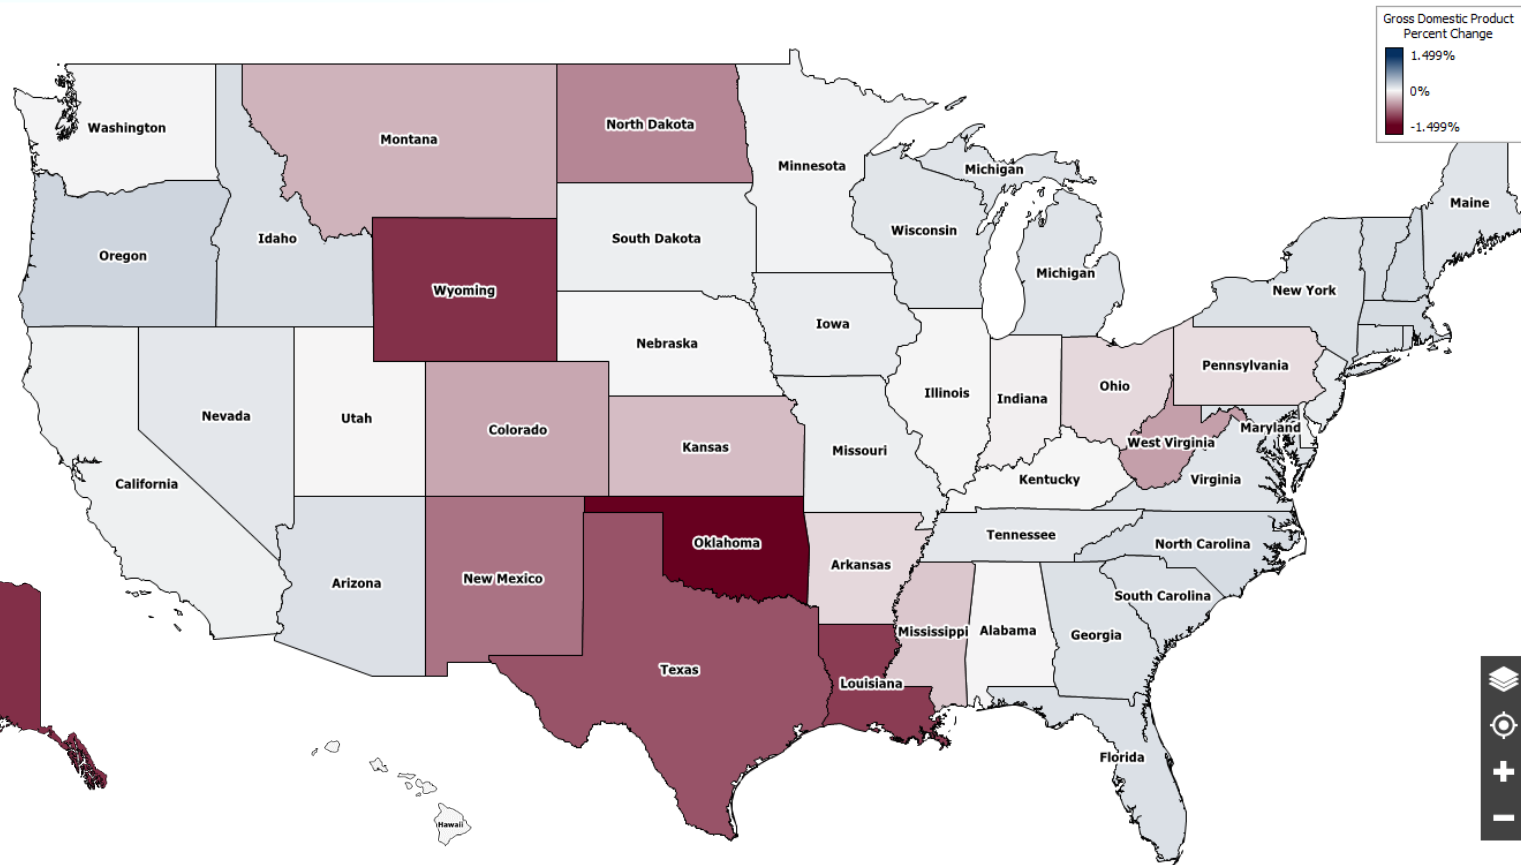 Gross Domestic Product
Percent Change
1.499%
0%
-1.499%
Washington
Montana
North Dakota
Minnesota
Michigan
Maine
Oregon
Idaho
South Dakota
Wisconsin
Wyoming
Michigan
New York
Iowa
Nebraska
Pennsylvania
Ohio
Illinois
Indiana
Nevada
Utah
Colorado
Maryland
West Virginia
Kansas
Missouri
California
Kentucky
Virginia
Tennessee
Oklahoma
North Carolina
Arkansas
New Mexico
Arizona
South Carolina
Mississippi
Alabama
Georgia
Texas
Louisiana
Florida
Hawaii